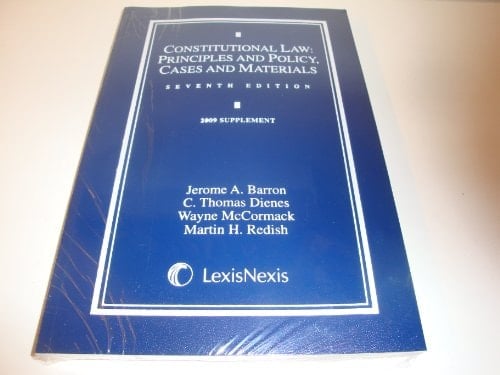 CONSTITUTIONAL LAW:
PRINCIPLES AND POLICY,
CASES AND MATERIALS
SEVENTH EDITION
2009 SUPPLEMENT
Jerome A. Barron
C. Thomas Dienes
Wayne McCormack
Martin H. Redish
LexisNexis